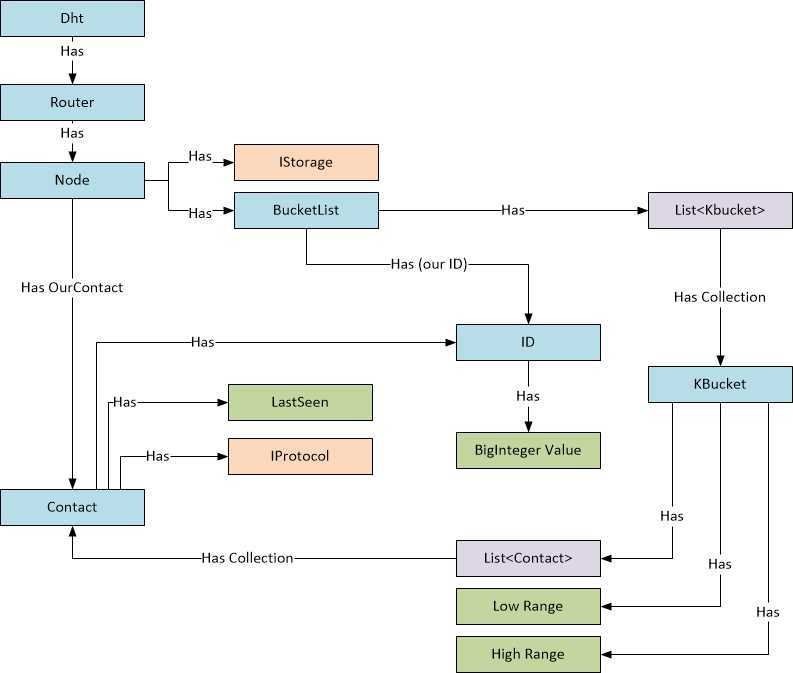 Dht
Has
Router
Has
Node
Has
IStorage
Has
BucketList
Has
List<Kbucket>
Has (our ID)
Has OurContact
Has Collection
Has
ID
KBucket
Has
LastSeen
Has
BigInteger Value
Has
IProtocol
Contact
Has
Has Collection
List<Contact>
Has
Low Range
Has
High Range